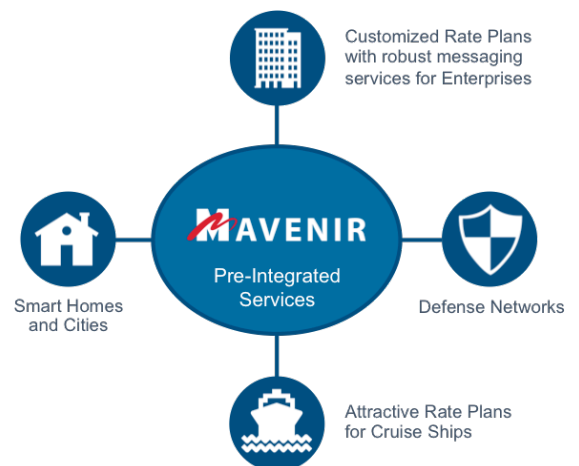 Customized Rate Plans
with robust messaging
services for Enterprises
MAVENIR
Pre-Integrated
Services
Smart Homes
and Cities
Defense Networks
Attractive Rate Plans
for Cruise Ships